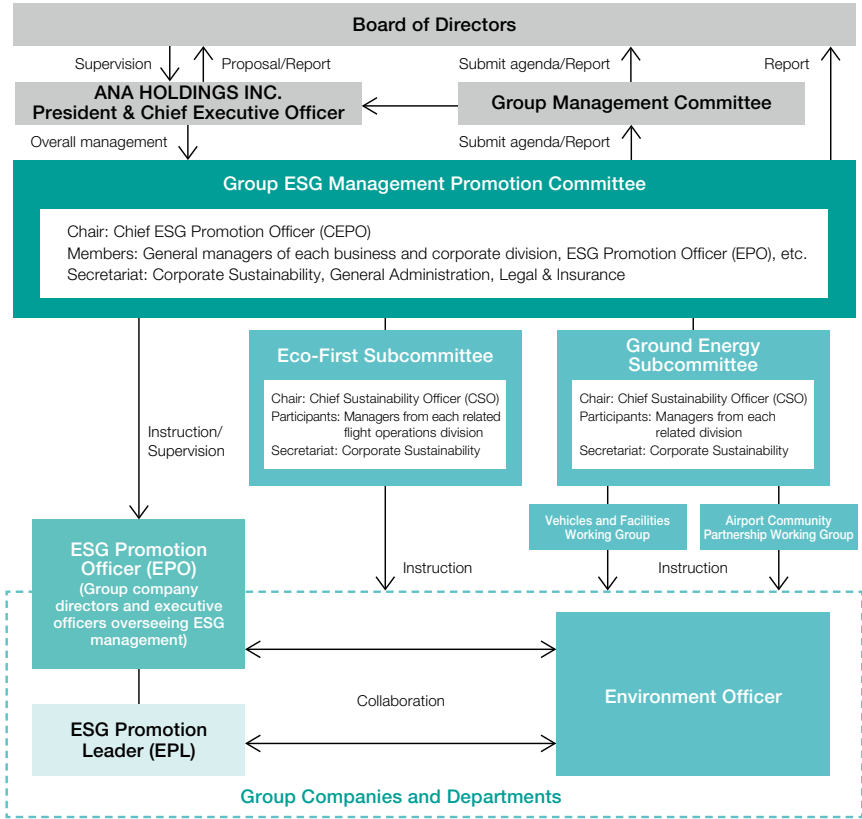 Board of Directors
Supervision
Proposal/Report
Submit agenda/Report
Report
ANA HOLDINGS INC.
President & Chief Executive Officer
Group Management Committee
Overall management
Submit agenda/Report
Group ESG Management Promotion Committee
Chair: Chief ESG Promotion Officer (CEPO)
Members: General managers of each business and corporate division, ESG Promotion Officer (EPO), etc.
Secretariat: Corporate Sustainability, General Administration, Legal & Insurance
Eco-First Subcommittee
Chair: Chief Sustainability Officer (CSO)
Participants: Managers from each related
flight operations division
Secretariat: Corporate Sustainability
Ground Energy
Subcommittee
Chair: Chief Sustainability Officer (CSO)
Participants: Managers from each
related division
Secretariat: Corporate Sustainability
Instruction/
Supervision
Vehicles and Facilities
Working Group
Airport Community
Partnership Working Group
Instruction
Instruction
ESG Promotion
Officer (EPO)
(Group company
directors and executive
officers overseeing ESG
management)
Collaboration
Environment Officer
ESG Promotion
Leader (EPL)
Group Companies and Departments